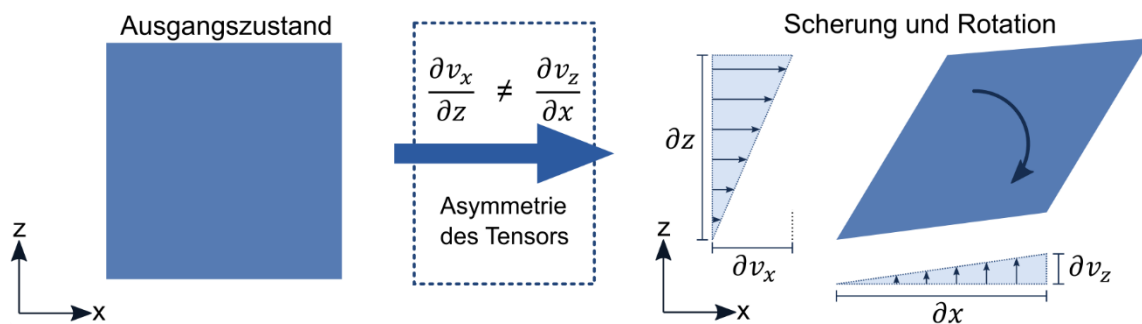 Ausgangszustand
z
x
∂v_x/∂z ≠ ∂v_z/∂x
Asymmetrie
des Tensors
Scherung und Rotation
∂z
z
x
∂v_x
∂v_z
∂x